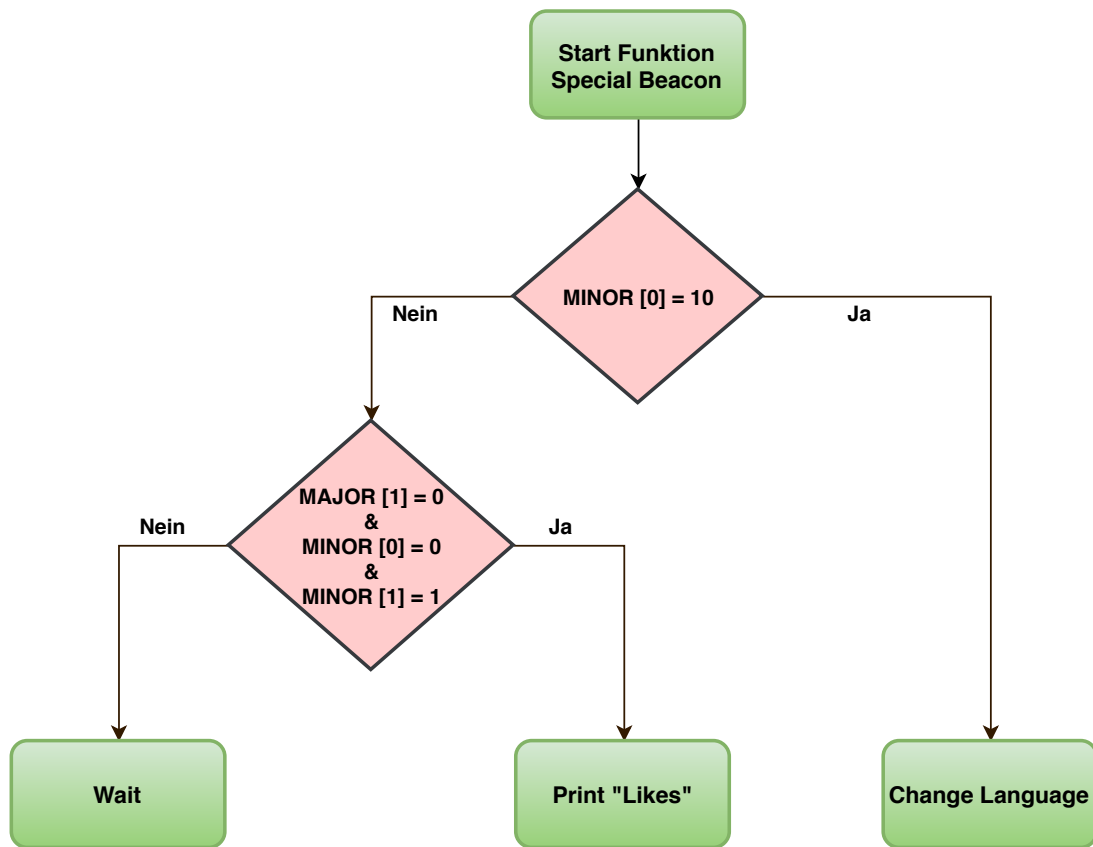 Start Funktion
Special Beacon
MINOR [0] = 10
Nein
Ja
MAJOR [1] = 0
&
MINOR [0] = 0
&
MINOR [1] = 1
Nein
Ja
Wait
Print "Likes"
Change Language